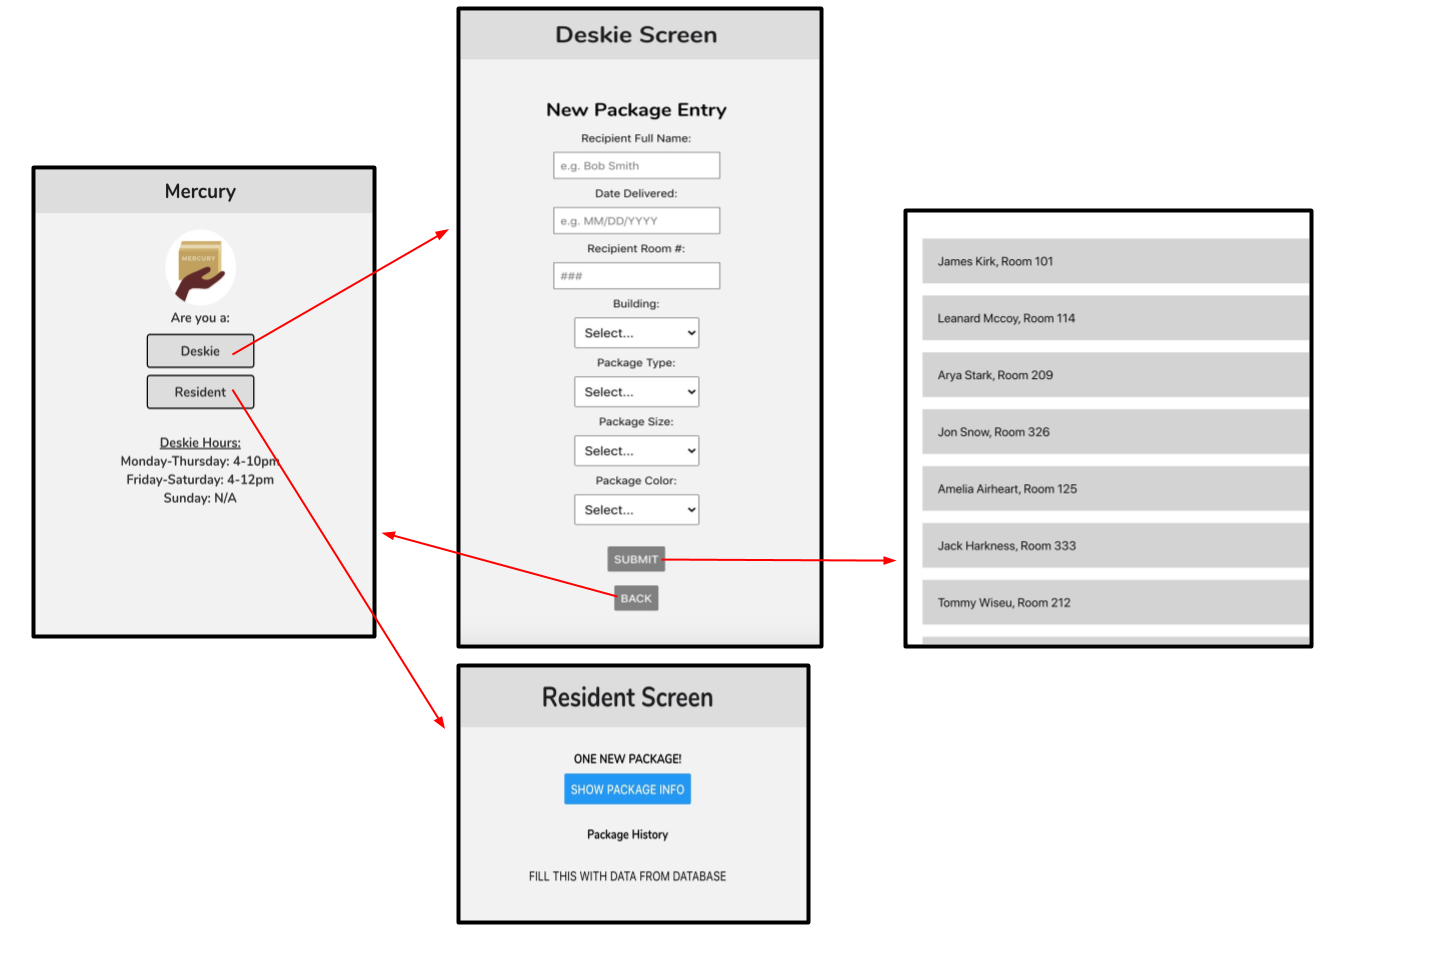 Mercury
MERCURY
Are you a:
Deskie
Resident
Deskie Hours:
Monday-Thursday: 4-10pm
Friday-Saturday: 4-12pm
Sunday: N/A
Deskie Screen
New Package Entry
Recipient Full Name:
e.g. Bob Smith
Date Delivered:
e.g. MM/DD/YYYY
Recipient Room #:
###
Building:
Select...
Package Type:
Select...
Package Size:
Select...
Package Color:
Select...
SUBMIT
BACK
James Kirk, Room 101
Leanard Mccoy, Room 114
Arya Stark, Room 209
Jon Snow, Room 326
Amelia Airheart, Room 125
Jack Harkness, Room 333
Tommy Wiseu, Room 212
Resident Screen
ONE NEW PACKAGE!
SHOW PACKAGE INFO
Package History
FILL THIS WITH DATA FROM DATABASE